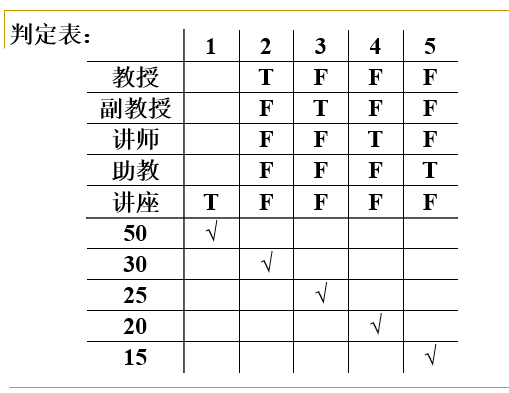 判定表：
1 2 3 4 5
教授 T F F F
副教授 F T F F
讲师 F F T F
助教 F F F T
讲座 T F F F F
50 √
30 √
25 √
20 √
15 √